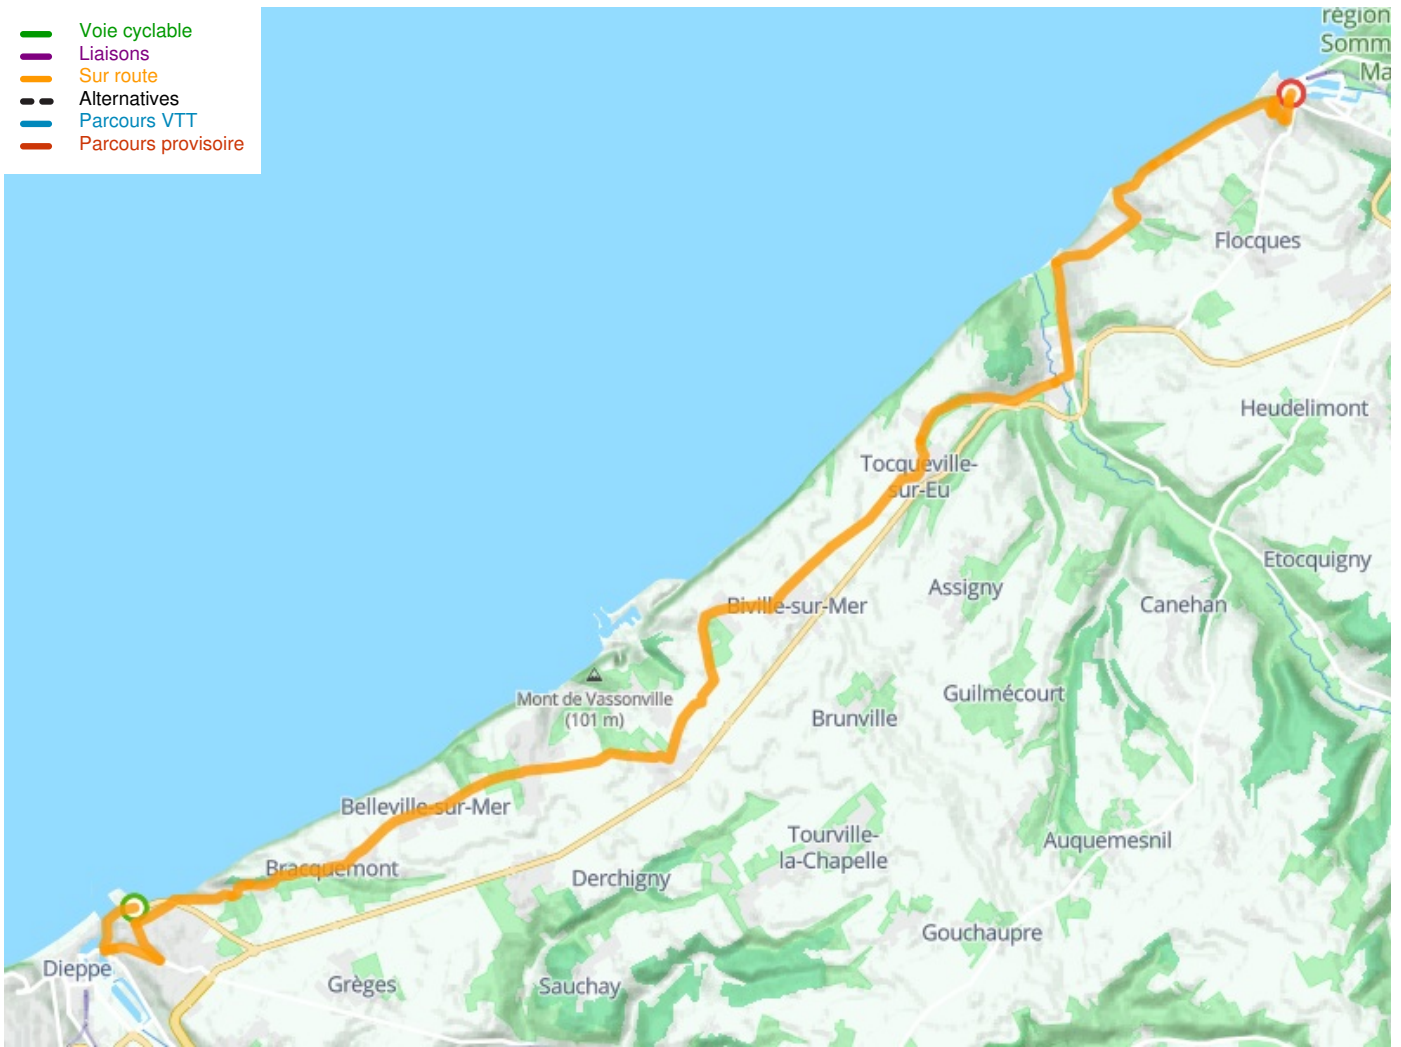 Voie cyclable
Liaisons
Sur route
Alternatives
Parcours VTT
Parcours provisoire
région
Somm
Ma
Flocques
Heudelimont
Tocqueville-
sur-Eu
Etocquigny
Assigny
Canehan
Biville-sur-Mer
Guilmécourt
Mont de Vassonville
(101 m)
Brunville
Belleville-sur-Mer
Tourville-
la-Chapelle
Auquemesnil
Bracquemont
Derchigny
Gouchaupre
Dieppe
Grèges
Sauchay